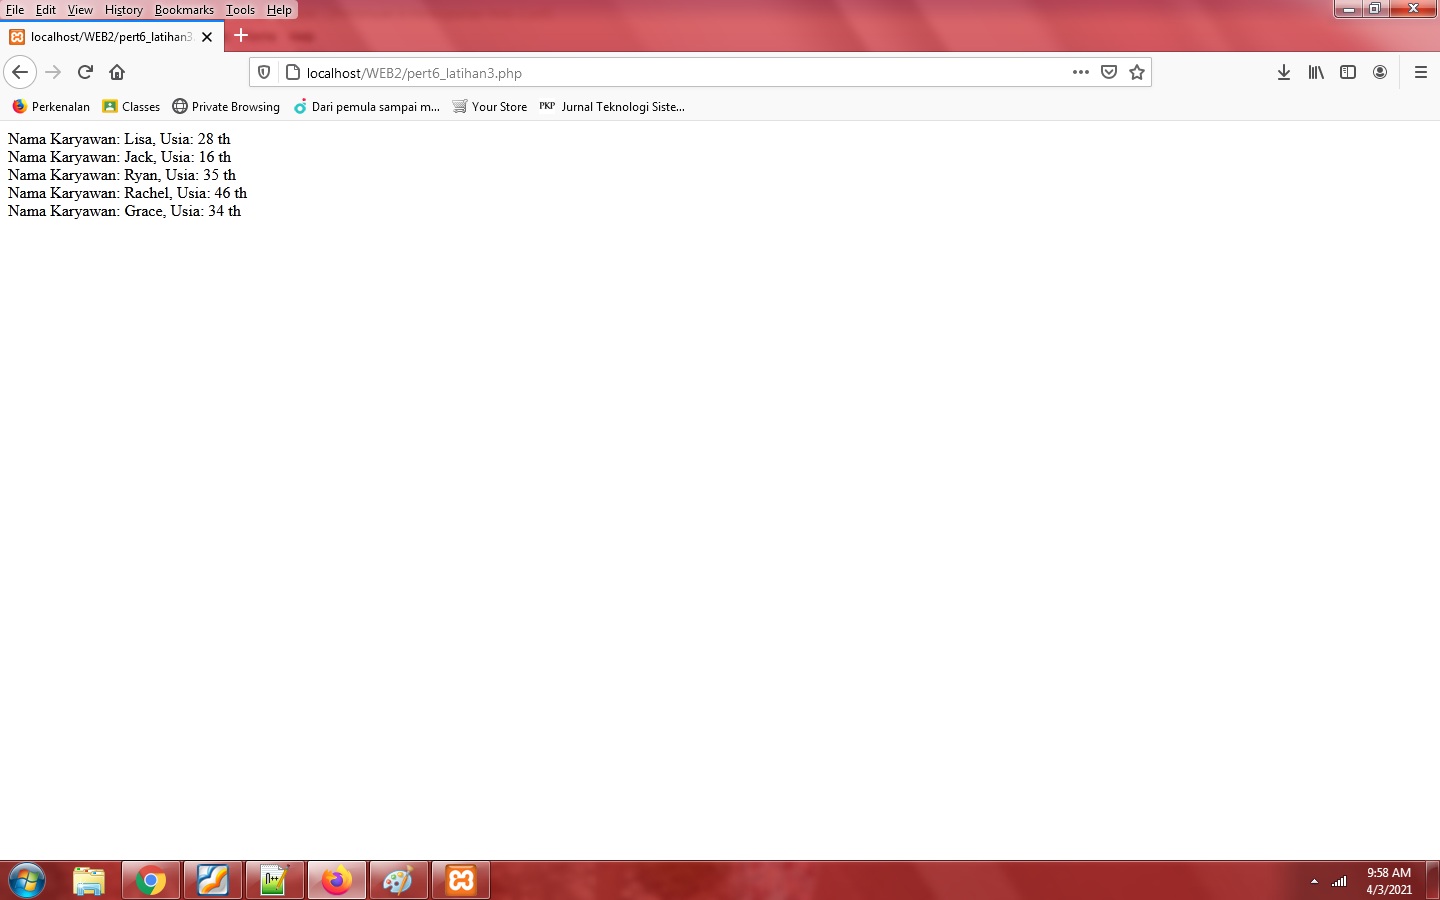 File Edit View History Bookmarks Tools Help
localhost/WEB2/pert6_latihan3.
localhost/WEB2/pert6_latihan3.php
Perkenalan Classes Private Browsing Dari pemula sampai m... Your Store PKP Jurnal Teknologi Siste...
Nama Karyawan: Lisa, Usia: 28 th
Nama Karyawan: Jack, Usia: 16 th
Nama Karyawan: Ryan, Usia: 35 th
Nama Karyawan: Rachel, Usia: 46 th
Nama Karyawan: Grace, Usia: 34 th
9:58 AM
4/3/2021